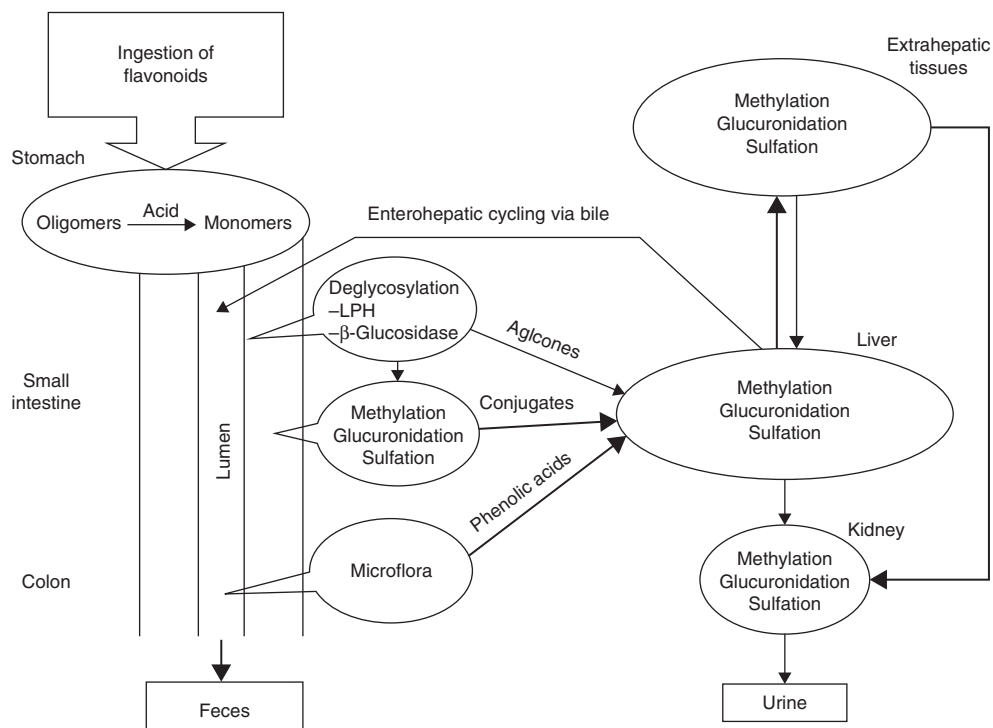 Ingestion of
flavonoids
Stomach
Oligomers
Acid
Monomers
Extrahepatic
tissues
Methylation
Glucuronidation
Sulfation
Enterohepatic cycling via bile
Deglycosylation
–LPH
–β-Glucosidase
Aglcones
Liver
Small
intestine
Lumen
Methylation
Glucuronidation
Sulfation
Conjugates
Methylation
Glucuronidation
Sulfation
Phenolic acids
Colon
Microflora
Kidney
Methylation
Glucuronidation
Sulfation
Feces
Urine